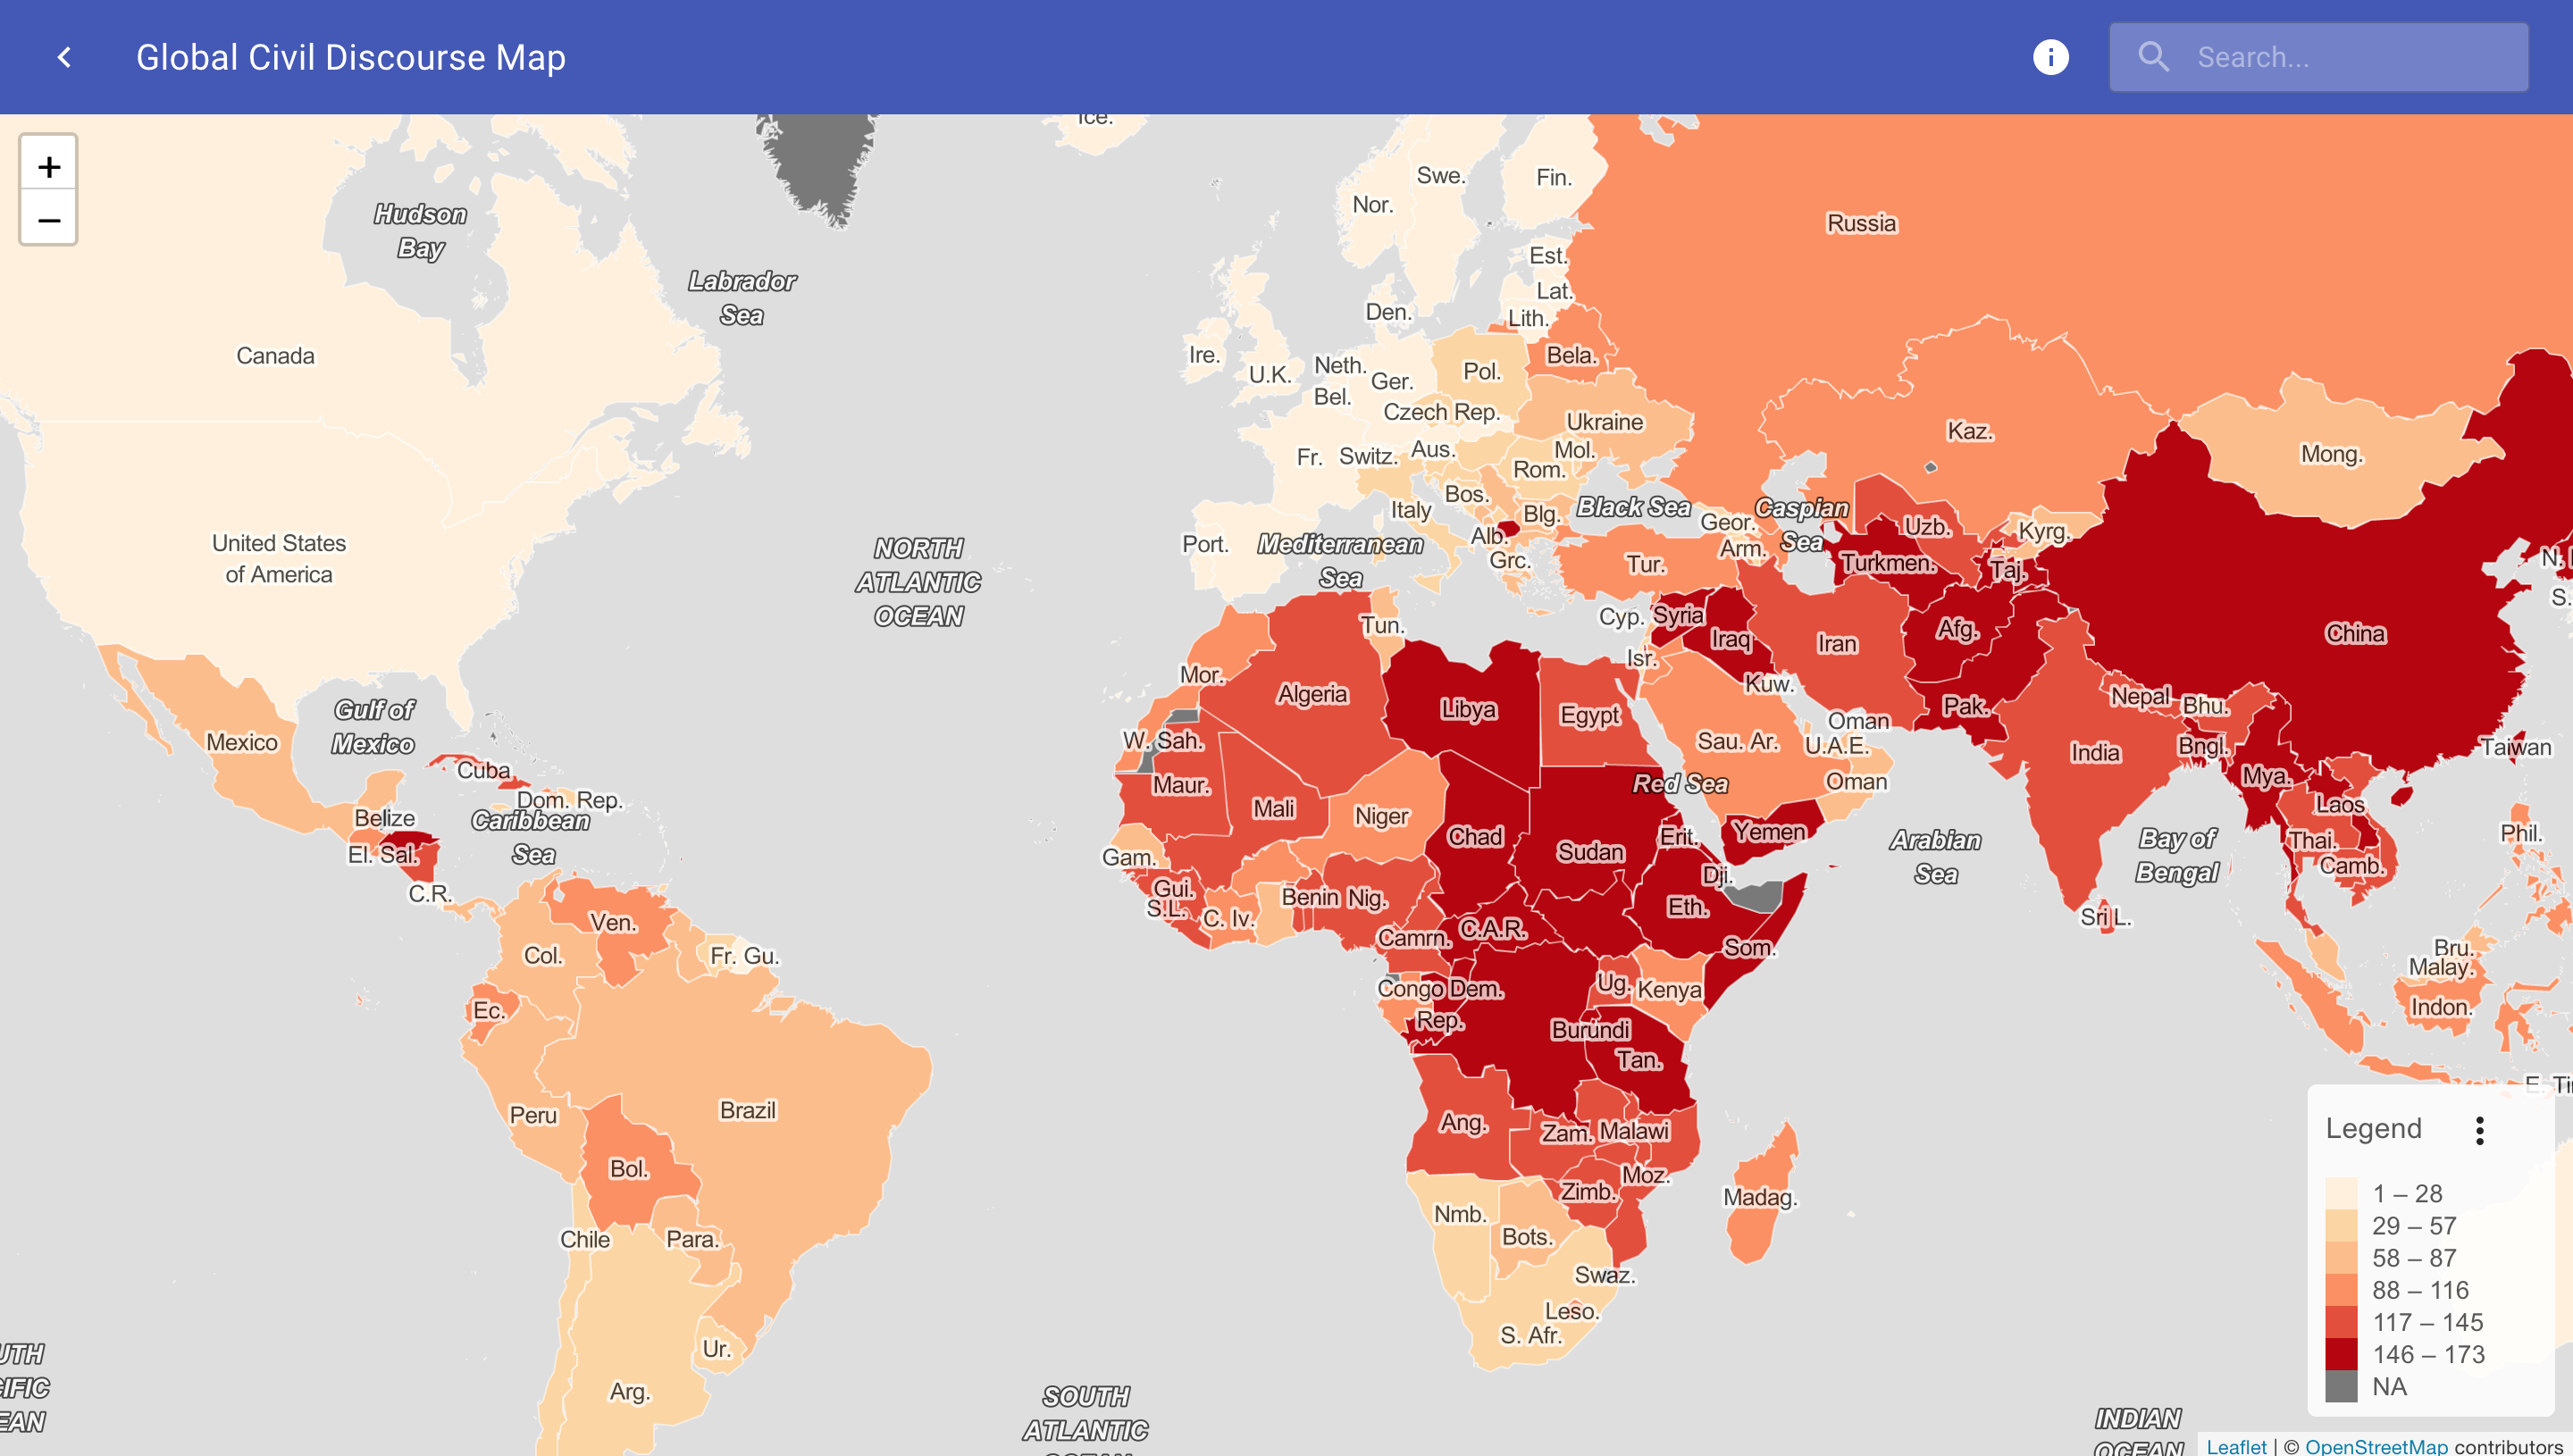 Global Civil Discourse Map
Search...
+
−
Ice.
Hudson
Bay
Labrador
Sea
Canada
United States
of America
NORTH
ATLANTIC
OCEAN
Swe.
Fin.
Nor.
Russia
Est.
Lat.
Den.
Lith.
Ire.
U.K.
Neth.
Ger.
Bel.
Pol.
Bela.
Czech Rep.
Ukraine
Fr.
Switz.
Aus.
Mol.
Rom.
Kaz.
Mong.
Bos.
Italy
Blg.
Black Sea
Geor.
Caspian
Sea
Uzb.
Kyrg.
Port.
Mediterranean
Sea
Alb.
Grc.
Tur.
Arm.
Turkmen.
Taj.
Tun.
Cyp.
Syria
Iraq
Iran
Afg.
China
Isr.
Mor.
Algeria
Libya
Egypt
Kuw.
Pak.
Nepal
Bhu.
Gulf of
Mexico
Mexico
W. Sah.
Sau. Ar.
Oman
U.A.E.
India
Bngl.
Taiwan
Cuba
Dom. Rep.
Belize
Caribbean
Sea
El. Sal.
C.R.
Maur.
Mali
Niger
Chad
Sudan
Red Sea
Oman
Erit.
Yemen
Arabian
Sea
Bay of
Bengal
Mya.
Laos
Thai.
Camb.
Phil.
Gam.
Gui.
S.L.
C. Iv.
Benin
Nig.
Dji.
Eth.
Camrn.
C.A.R.
Som.
Sri L.
Ven.
Col.
Fr. Gu.
Ec.
Congo
Dem.
Rep.
Ug.
Kenya
Burundi
Tan.
Bru.
Malay.
Indon.
Peru
Brazil
Bol.
Ang.
Zam.
Malawi
Moz.
Zimb.
Madag.
Chile
Para.
Nmb.
Bots.
Swaz.
Leso.
S. Afr.
Ur.
Arg.
SOUTH
ATLANTIC
INDIAN
OCEAN
Legend
1 – 28
29 – 57
58 – 87
88 – 116
117 – 145
146 – 173
NA
Leaflet | © OpenStreetMap contributors